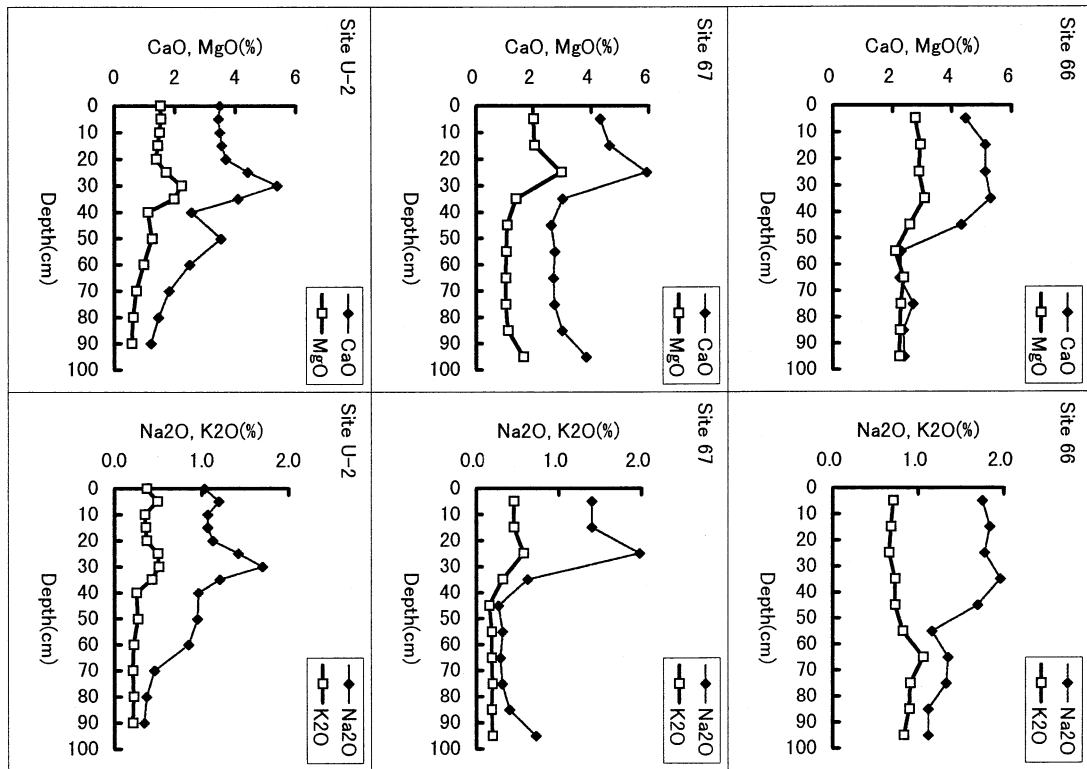 Site U-2
CaO, MgO(%)
0 2 4 6
0
10
20
30
40
50
60
70
80
90
100
Depth(cm)
CaO
MgO
Site 67
CaO, MgO(%)
0 2 4 6
0
10
20
30
40
50
60
70
80
90
100
Depth(cm)
CaO
MgO
Site 66
CaO, MgO(%)
0 2 4 6
0
10
20
30
40
50
60
70
80
90
100
Depth(cm)
CaO
MgO
Site U-2
Na2O, K2O(%)
0.0 1.0 2.0
0
10
20
30
40
50
60
70
80
90
100
Depth(cm)
Na2O
K2O
Site 67
Na2O, K2O(%)
0.0 1.0 2.0
0
10
20
30
40
50
60
70
80
90
100
Depth(cm)
Na2O
K2O
Site 66
Na2O, K2O(%)
0.0 1.0 2.0
0
10
20
30
40
50
60
70
80
90
100
Depth(cm)
Na2O
K2O